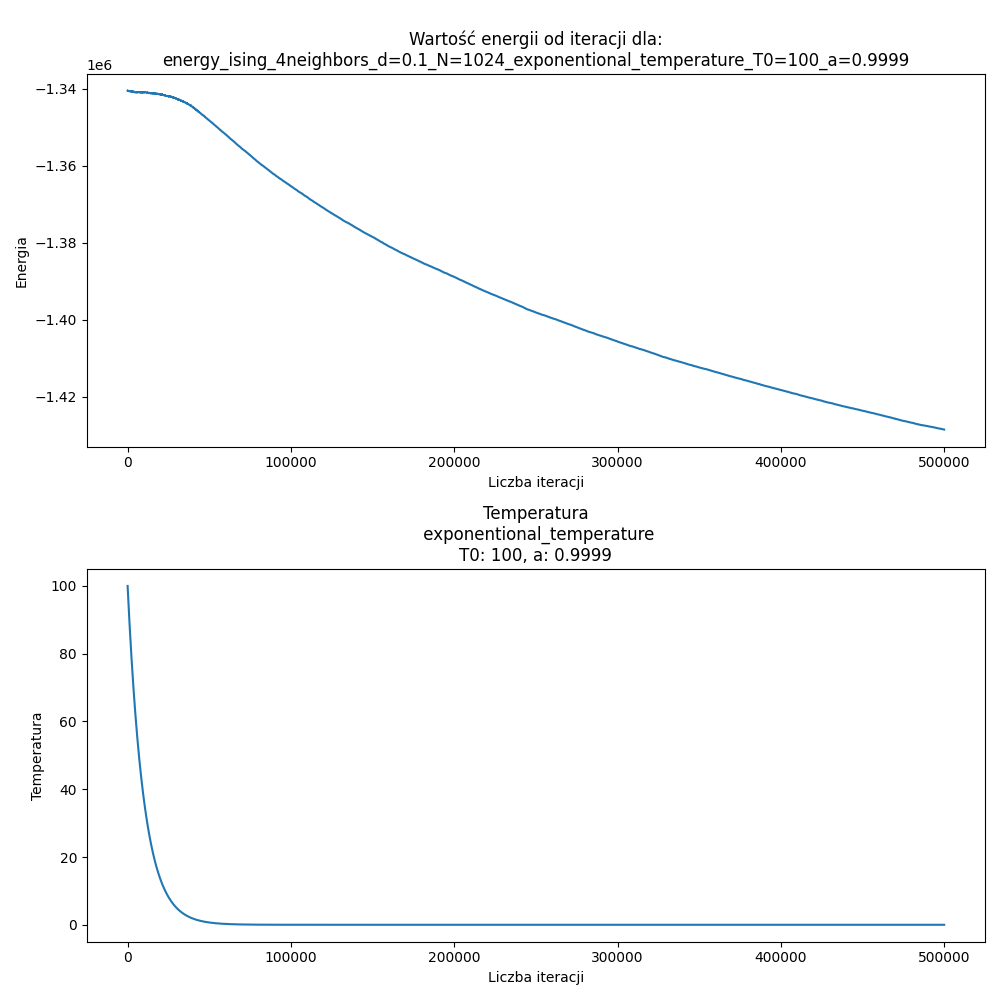 Wartość energii od iteracji dla:
energy_ising_4neighbors_d=0.1_N=1024_exponentional_temperature_T0=100_a=0.9999
1e6
−1.34
−1.36
−1.38
−1.40
−1.42
Energia
0 100000 200000 300000 400000 500000
Liczba iteracji
Temperatura
exponentional_temperature
T0: 100, a: 0.9999
100
80
60
40
20
0
Temperatura
0 100000 200000 300000 400000 500000
Liczba iteracji